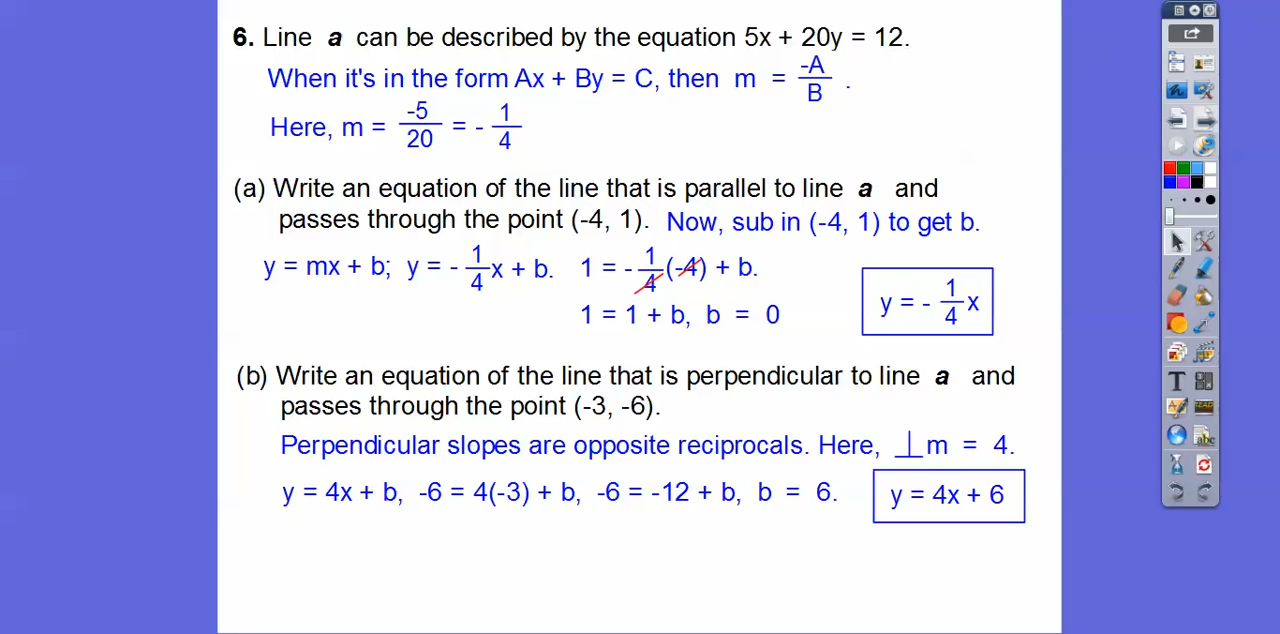 6. Line a can be described by the equation 5x + 20y = 12.
When it's in the form Ax + By = C, then m = -A/B .
Here, m = -5/20 = - 1/4
(a) Write an equation of the line that is parallel to line a and
passes through the point (-4, 1). Now, sub in (-4, 1) to get b.
y = mx + b; y = - 1/4 x + b. 1 = - 1/4 (-4) + b.
1 = 1 + b, b = 0
y = - 1/4 x
(b) Write an equation of the line that is perpendicular to line a and
passes through the point (-3, -6).
Perpendicular slopes are opposite reciprocals. Here, ⊥m = 4.
y = 4x + b, -6 = 4(-3) + b, -6 = -12 + b, b = 6.
y = 4x + 6